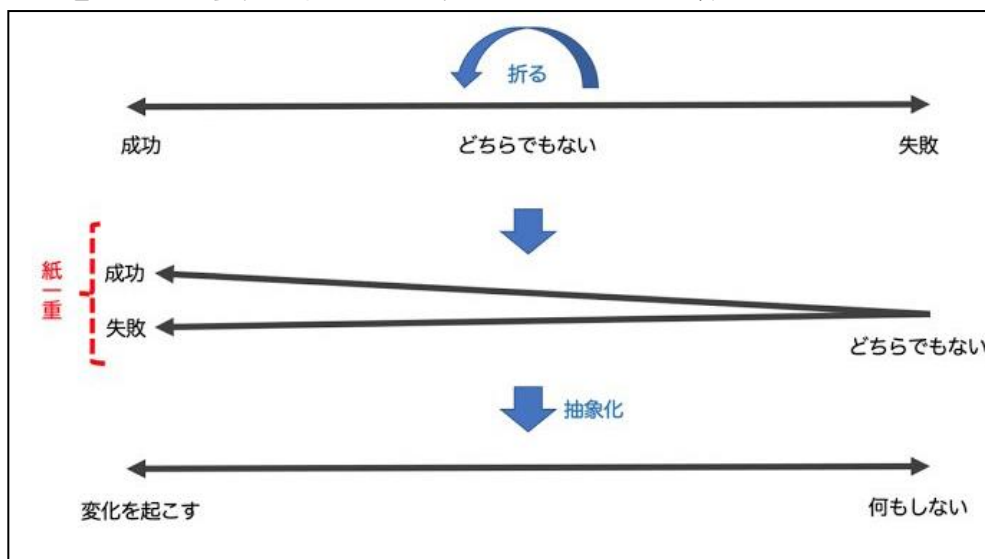 折る
成功 どちらでもない 失敗
紙一重
成功
失敗
どちらでもない
抽象化
変化を起こす 何もしない